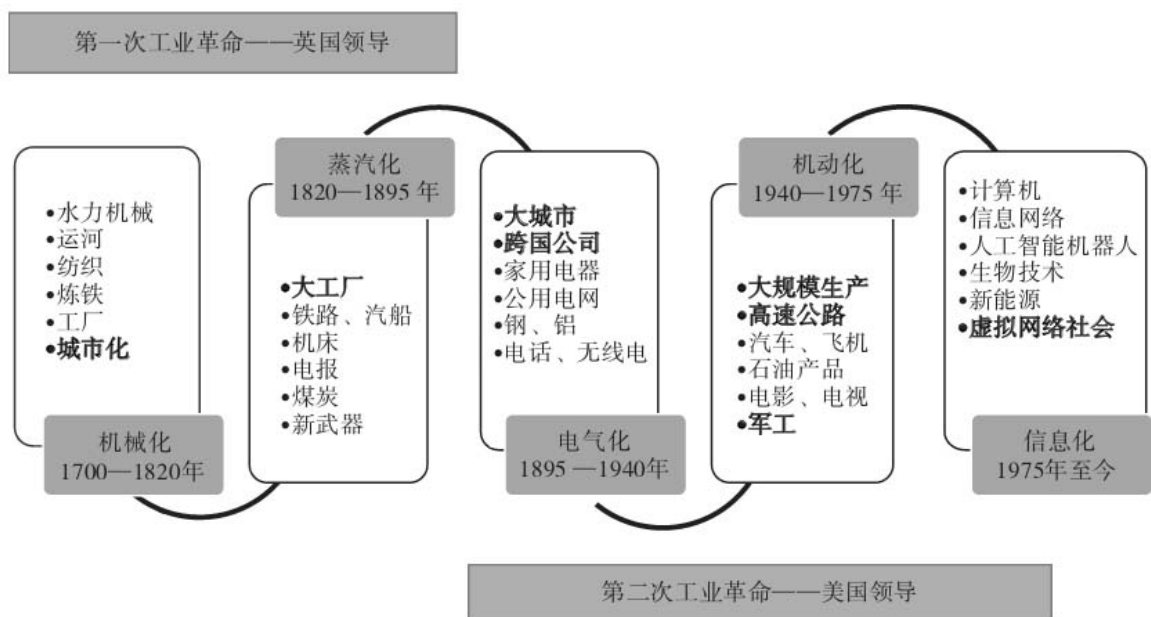 第一次工业革命——英国领导
•水力机械
•运河
•纺织
•炼铁
•工厂
•城市化
机械化
1700—1820年
蒸汽化
1820—1895 年
•大工厂
•铁路、汽船
•机床
•电报
•煤炭
•新武器
•大城市
•跨国公司
•家用电器
•公用电网
•钢、铝
•电话、无线电
电气化
1895 —1940年
机动化
1940—1975 年
•大规模生产
•高速公路
•汽车、飞机
•石油产品
•电影、电视
•军工
•计算机
•信息网络
•人工智能机器人
•生物技术
•新能源
•虚拟网络社会
信息化
1975年至今
第二次工业革命——美国领导